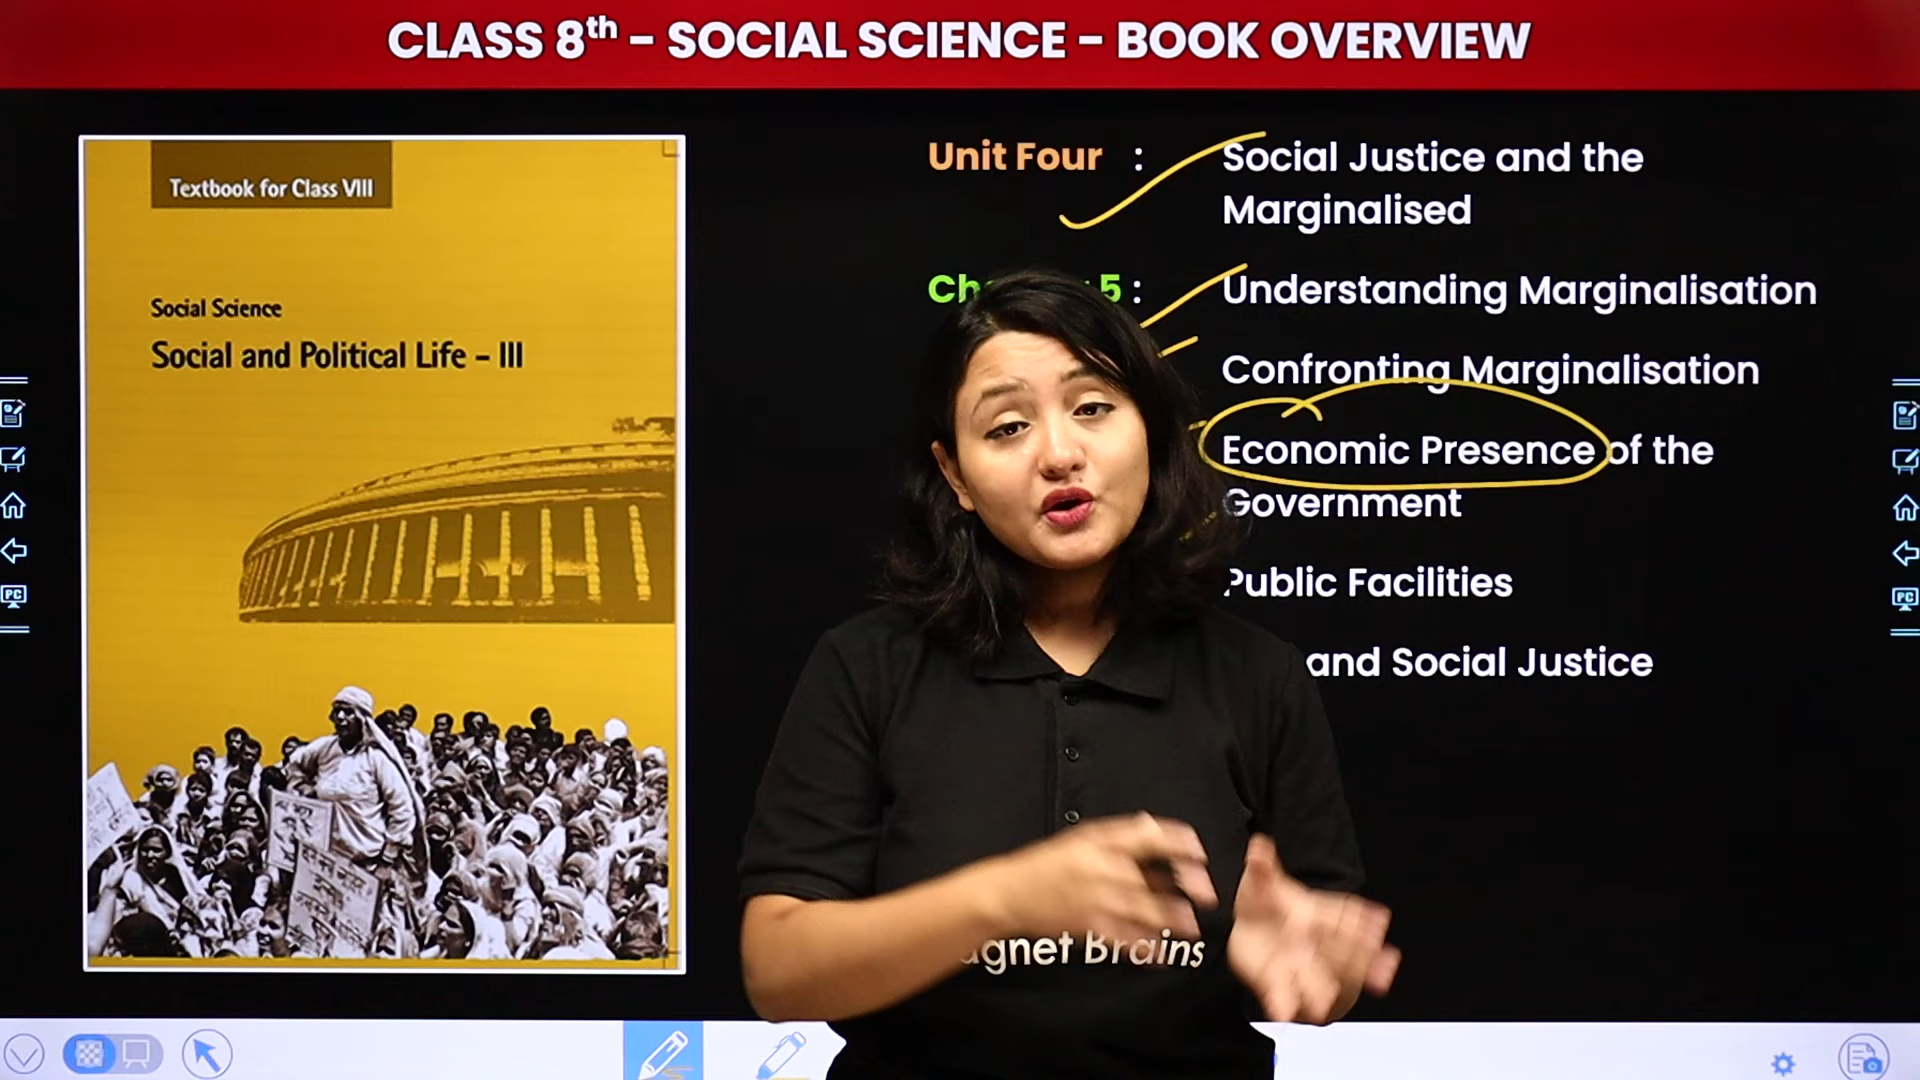 CLASS 8th - SOCIAL SCIENCE - BOOK OVERVIEW
Textbook for Class VIII
Social Science
Social and Political Life – III
Unit Four : Social Justice and the
Marginalised
5 : Understanding Marginalisation
Confronting Marginalisation
Economic Presence of the
Government
Public Facilities
and Social Justice
Brains
PC
PC